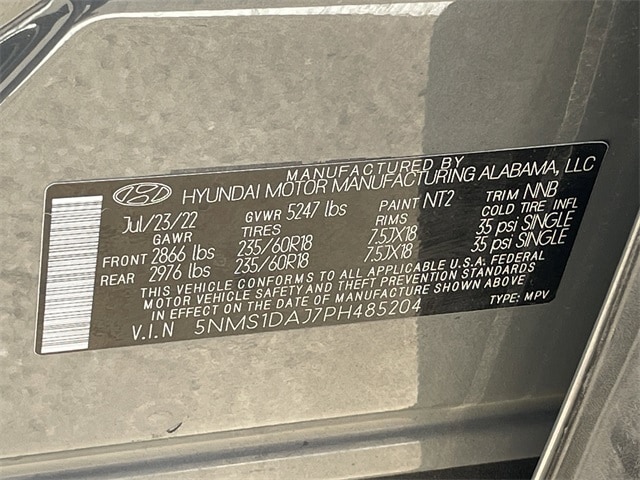 MANUFACTURED BY
HYUNDAI MOTOR MANUFACTURING ALABAMA, LLC
Jul/23/22 GVWR 5247 lbs PAINT NT2 TRIM NNB
GAWR TIRES RIMS COLD TIRE INFL
FRONT 2866 lbs 235/60R18 7.5JX18 35 psi SINGLE
REAR 2976 lbs 235/60R18 7.5JX18 35 psi SINGLE
THIS VEHICLE CONFORMS TO ALL APPLICABLE U.S.A. FEDERAL
MOTOR VEHICLE SAFETY AND THEFT PREVENTION STANDARDS
IN EFFECT ON THE DATE OF MANUFACTURE SHOWN ABOVE
V.I.N 5NMS1DAJ7PH485204 TYPE: MPV